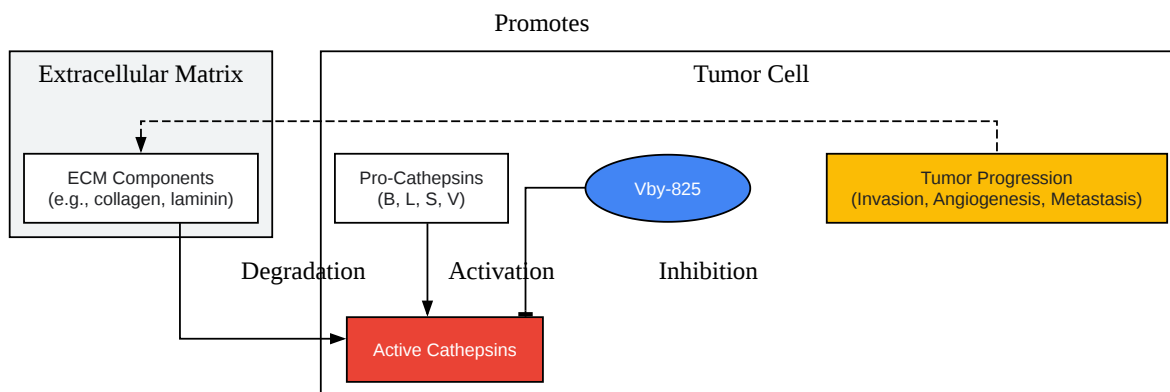 Promotes
Extracellular Matrix
Tumor Cell
ECM Components
(e.g., collagen, laminin)
Pro-Cathepsins
(B, L, S, V)
Vby-825
Tumor Progression
(Invasion, Angiogenesis, Metastasis)
Degradation
Activation
Inhibition
Active Cathepsins